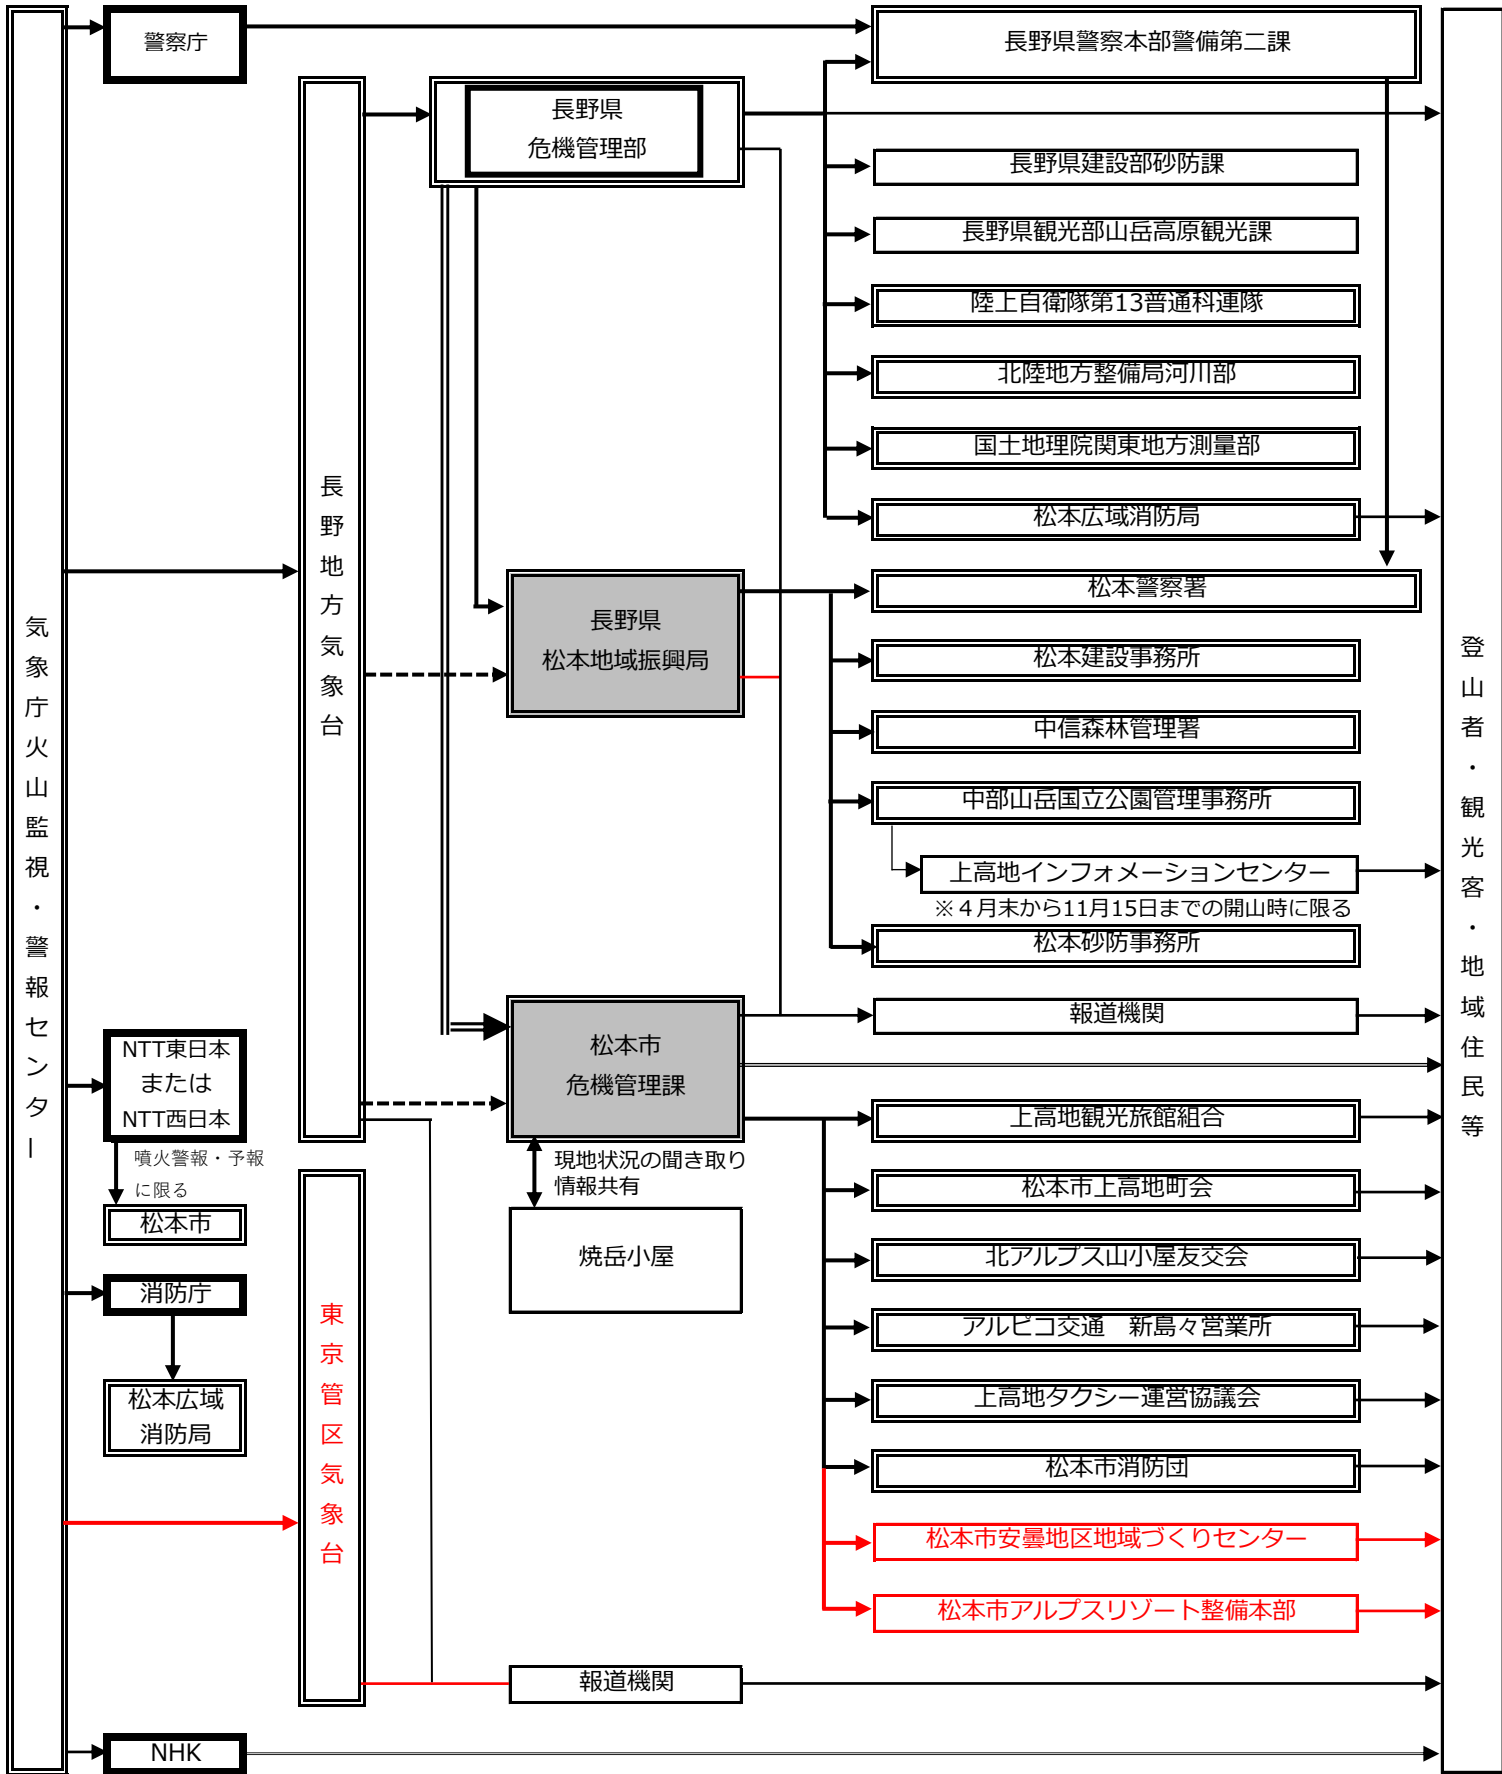 気象庁火山監視・警報センター
警察庁
NTT東日本
または
NTT西日本
噴火警報・予報
に限る
松本市
消防庁
松本広域
消防局
NHK
長野地方気象台
東京管区気象台
長野県
危機管理部
長野県
松本地域振興局
松本市
危機管理課
現地状況の聞き取り
情報共有
焼岳小屋
報道機関
長野県警察本部警備第二課
長野県建設部砂防課
長野県観光部山岳高原観光課
陸上自衛隊第13普通科連隊
北陸地方整備局河川部
国土地理院関東地方測量部
松本広域消防局
松本警察署
松本建設事務所
中信森林管理署
中部山岳国立公園管理事務所
上高地インフォメーションセンター
※４月末から11月15日までの開山時に限る
松本砂防事務所
報道機関
上高地観光旅館組合
松本市上高地町会
北アルプス山小屋友交会
アルピコ交通　新島々営業所
上高地タクシー運営協議会
松本市消防団
松本市安曇地区地域づくりセンター
松本市アルプスリゾート整備本部
登山者・観光客・地域住民等